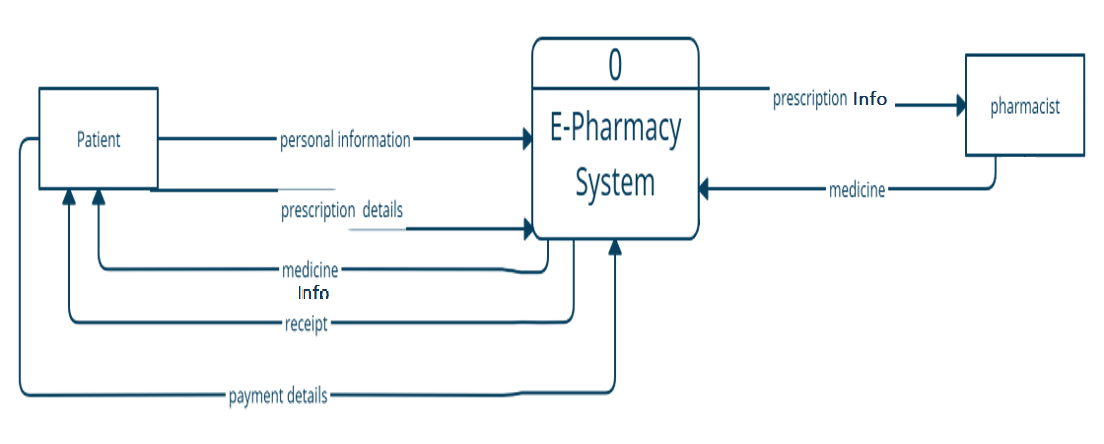 0
E-Pharmacy
System
Patient
pharmacist
personal information
prescription details
medicine
Info
receipt
payment details
prescription Info
medicine